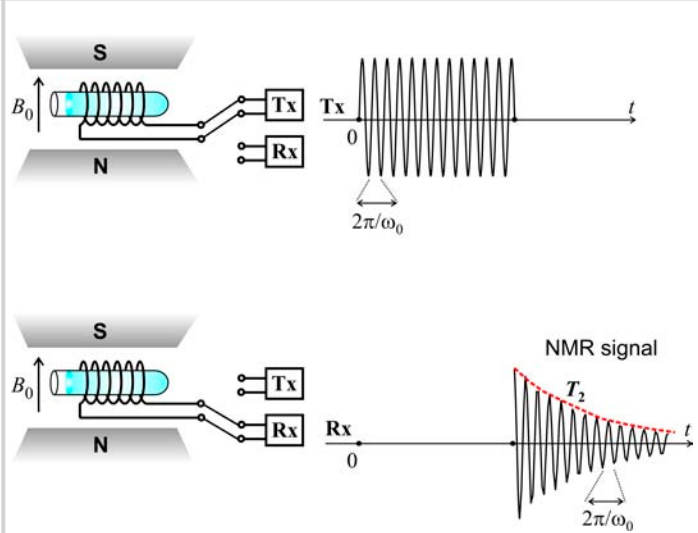 S
B₀
Tx
Tx
t
0
Rx
N
2π/ω₀
S
NMR signal
B₀
Tx
T₂
Rx
Rx
t
N
0
2π/ω₀